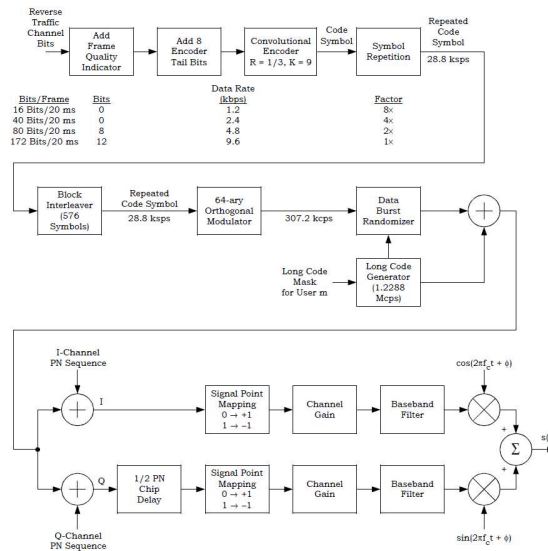 Reverse
Traffic
Channel
Bits
Add
Frame
Quality
Indicator
Add 8
Encoder
Tail Bits
Convolutional
Encoder
R = 1/3, K = 9
Code
Symbol
Symbol
Repetition
Repeated
Code
Symbol
28.8 ksps
Bits/Frame Bits Data Rate (kbps) Factor
16 Bits/20 ms 0 1.2 8×
40 Bits/20 ms 0 2.4 4×
80 Bits/20 ms 8 4.8 2×
172 Bits/20 ms 12 9.6 1×
Block
Interleaver
(576
Symbols)
Repeated
Code Symbol
28.8 ksps
64-ary
Orthogonal
Modulator
307.2 kcps
Data
Burst
Randomizer
+
Long Code
Mask
for User m
Long Code
Generator
(1.2288
Mcps)
I-Channel
PN Sequence
+
I
Signal Point
Mapping
0 → +1
1 → −1
Channel
Gain
Baseband
Filter
cos(2πfct + ϕ)
+
Σ
s(
+
+
Q
1/2 PN
Chip
Delay
Signal Point
Mapping
0 → +1
1 → −1
Channel
Gain
Baseband
Filter
Q-Channel
PN Sequence
sin(2πfct + ϕ)